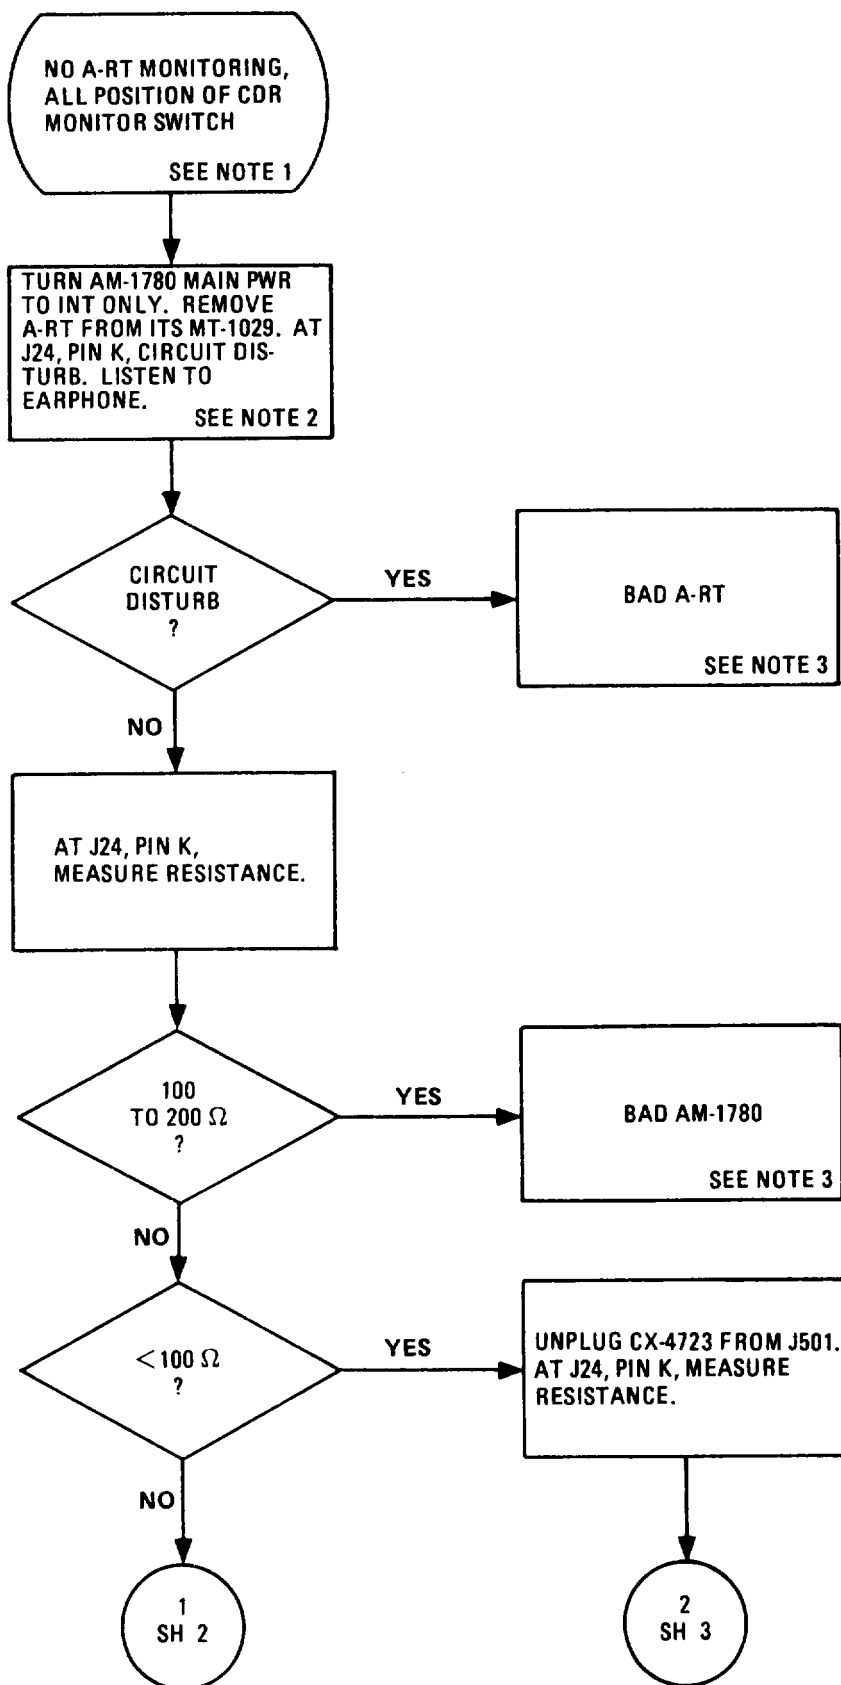 NO A-RT MONITORING,
ALL POSITION OF CDR
MONITOR SWITCH
SEE NOTE 1
TURN AM-1780 MAIN PWR
TO INT ONLY. REMOVE
A-RT FROM ITS MT-1029. AT
J24, PIN K, CIRCUIT DIS-
TURB. LISTEN TO
EARPHONE.
SEE NOTE 2
CIRCUIT
DISTURB
?
YES
BAD A-RT
SEE NOTE 3
NO
AT J24, PIN K,
MEASURE RESISTANCE.
100
TO 200 Ω
?
YES
BAD AM-1780
SEE NOTE 3
NO
<100 Ω
?
YES
UNPLUG CX-4723 FROM J501.
AT J24, PIN K, MEASURE
RESISTANCE.
NO
1
SH 2
2
SH 3